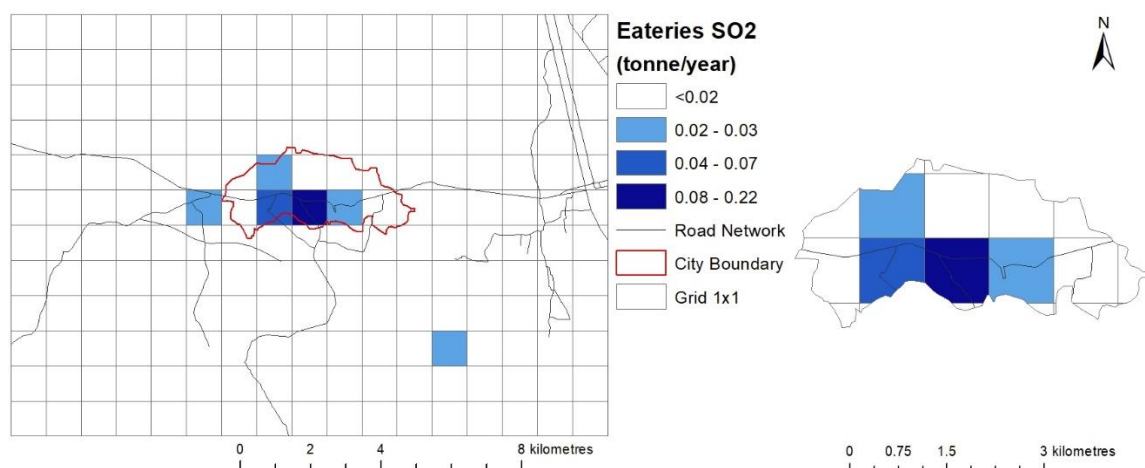 Eateries SO2
(tonne/year)
<0.02
0.02 - 0.03
0.04 - 0.07
0.08 - 0.22
Road Network
City Boundary
Grid 1x1
N
0 2 4 8 kilometres
0 0.75 1.5 3 kilometres